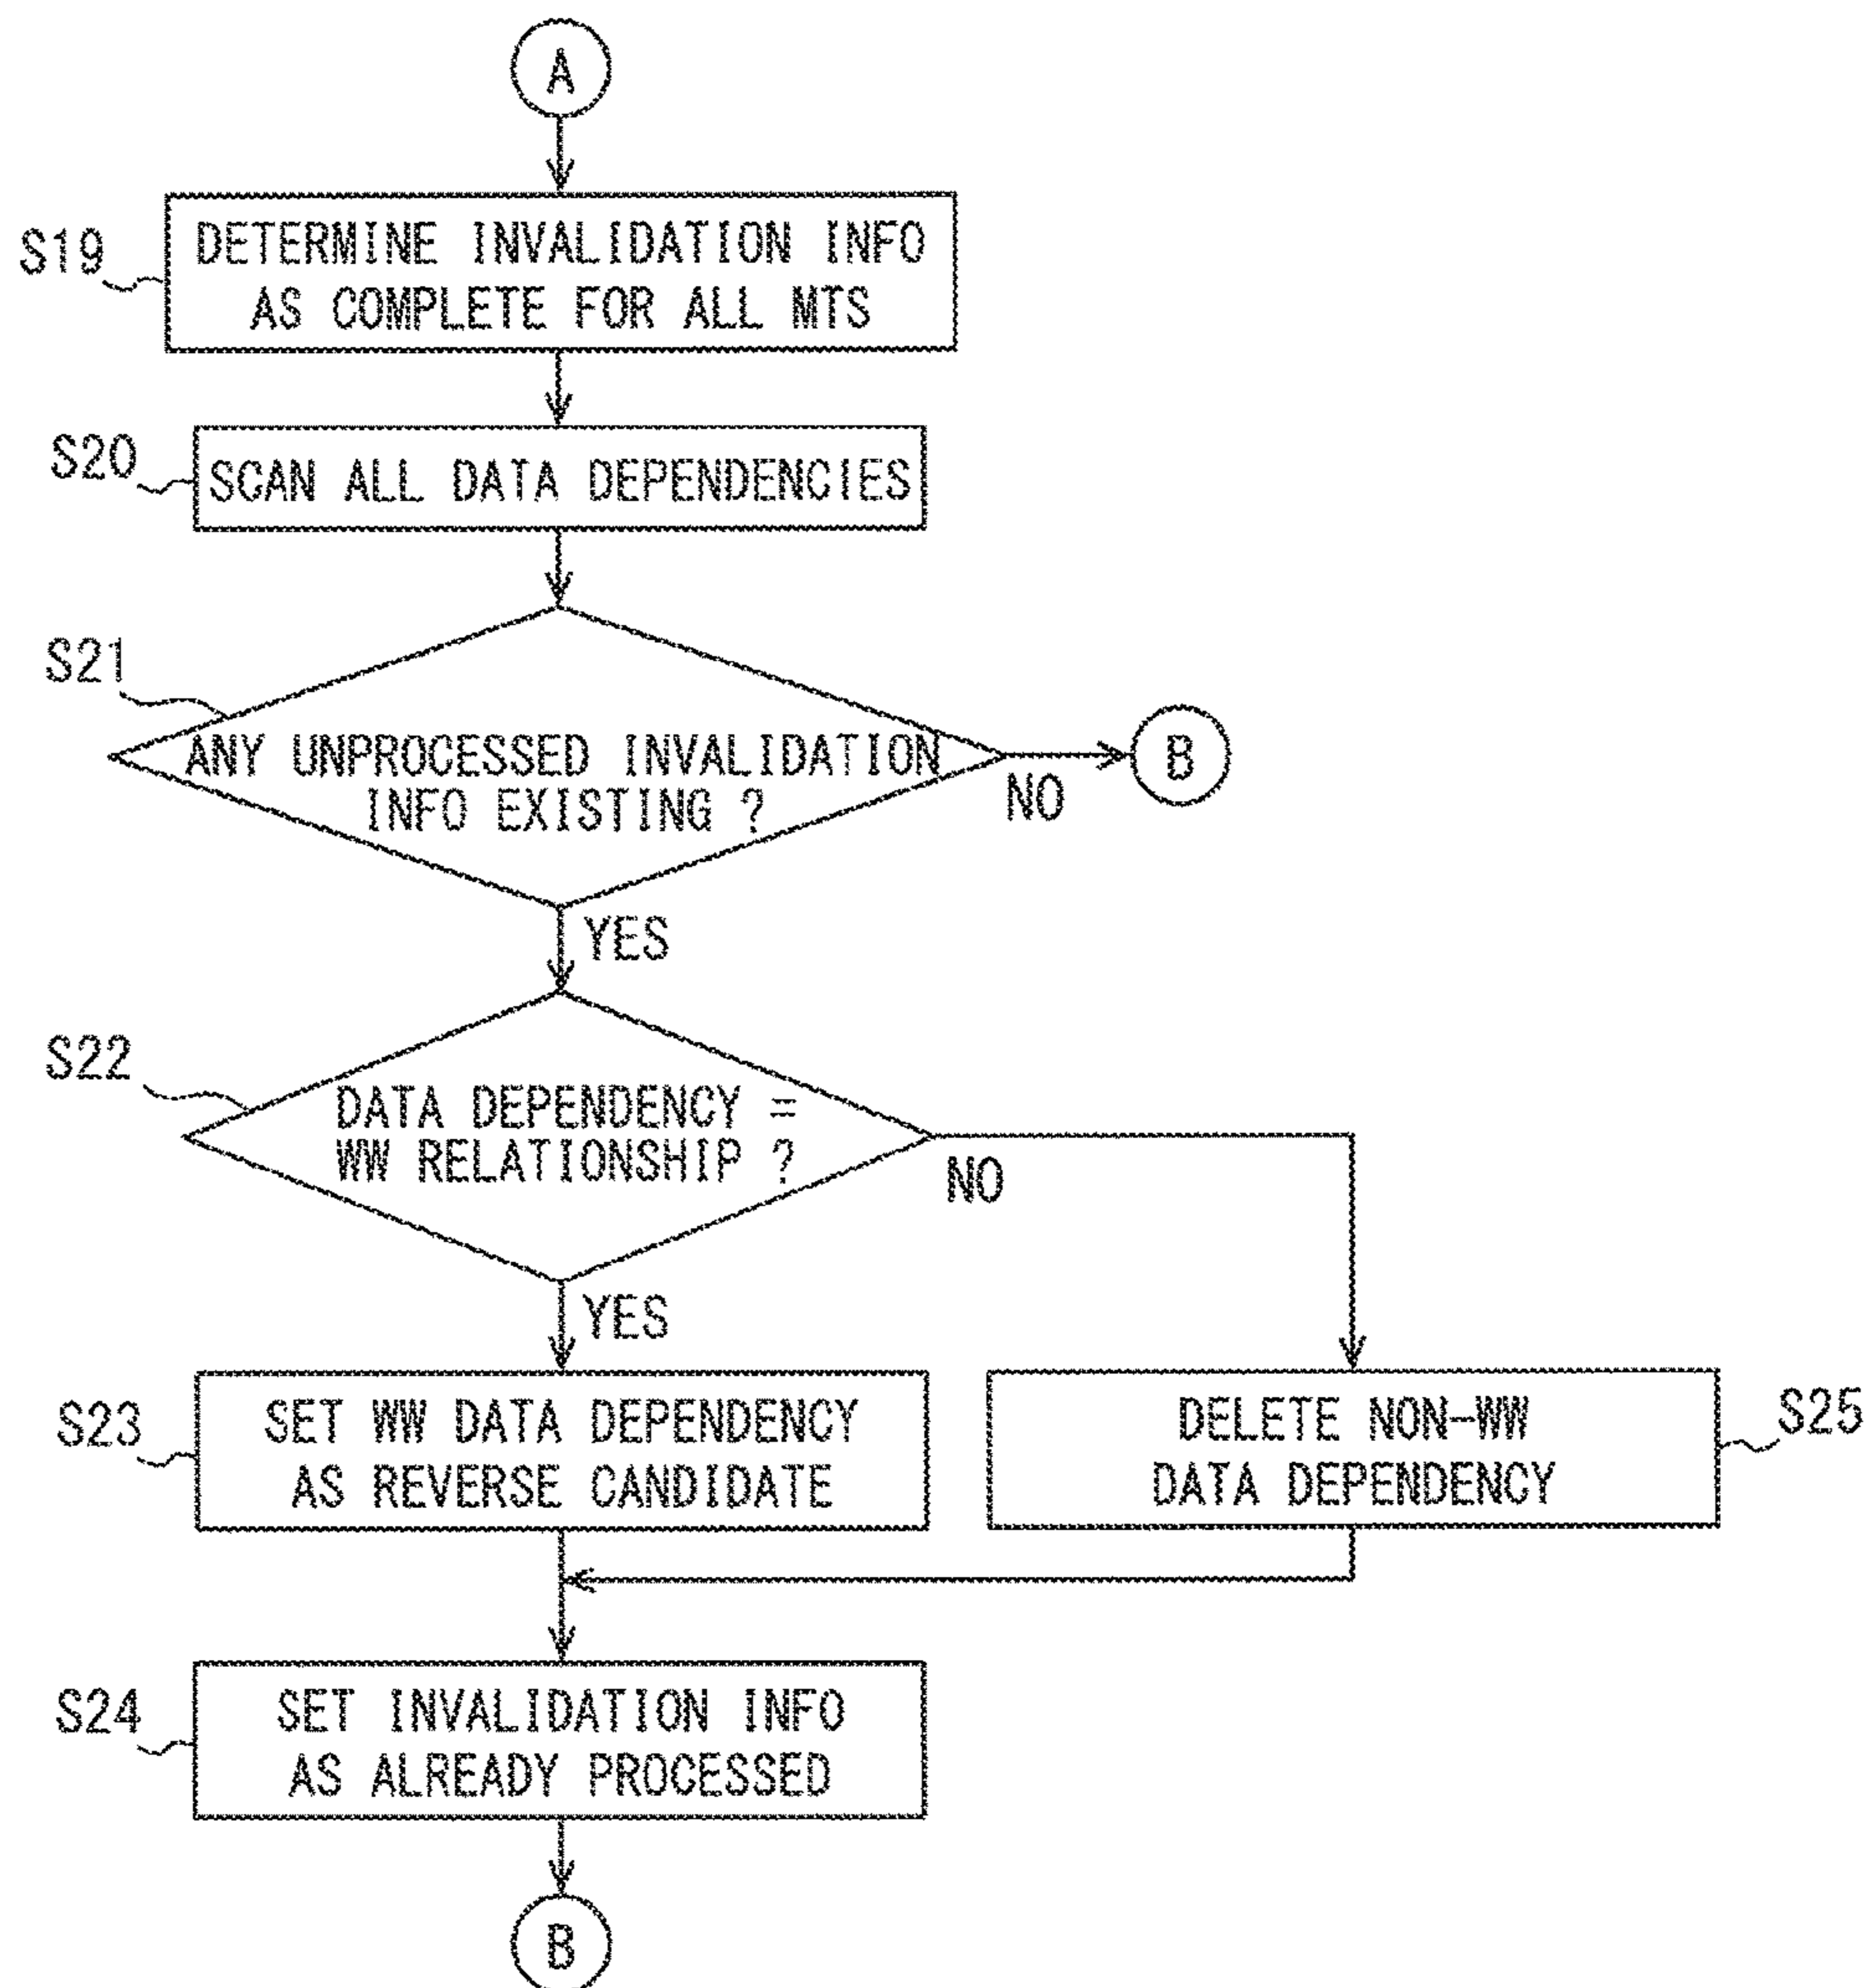 A
S19
DETERMINE INVALIDATION INFO
AS COMPLETE FOR ALL MTS
S20
SCAN ALL DATA DEPENDENCIES
S21
ANY UNPROCESSED INVALIDATION
INFO EXISTING ?
NO
B
YES
S22
DATA DEPENDENCY =
WW RELATIONSHIP ?
NO
YES
S23
SET WW DATA DEPENDENCY
AS REVERSE CANDIDATE
DELETE NON-WW
DATA DEPENDENCY
S25
S24
SET INVALIDATION INFO
AS ALREADY PROCESSED
B